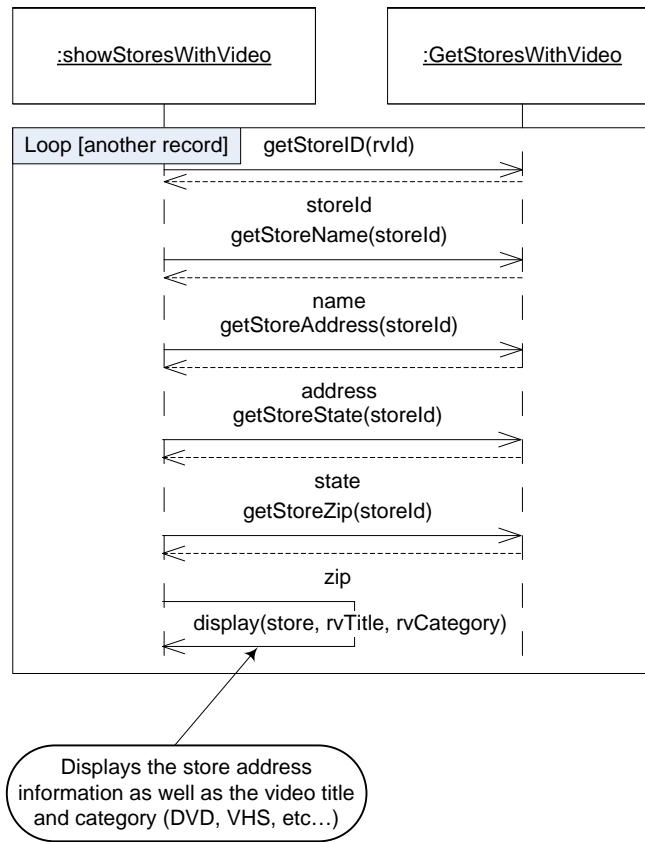 :showStoresWithVideo
:GetStoresWithVideo
Loop [another record]
getStoreID(rvId)
storeId
getStoreName(storeId)
name
getStoreAddress(storeId)
address
getStoreState(storeId)
state
getStoreZip(storeId)
zip
display(store, rvTitle, rvCategory)
Displays the store address
information as well as the video title
and category (DVD, VHS, etc…)